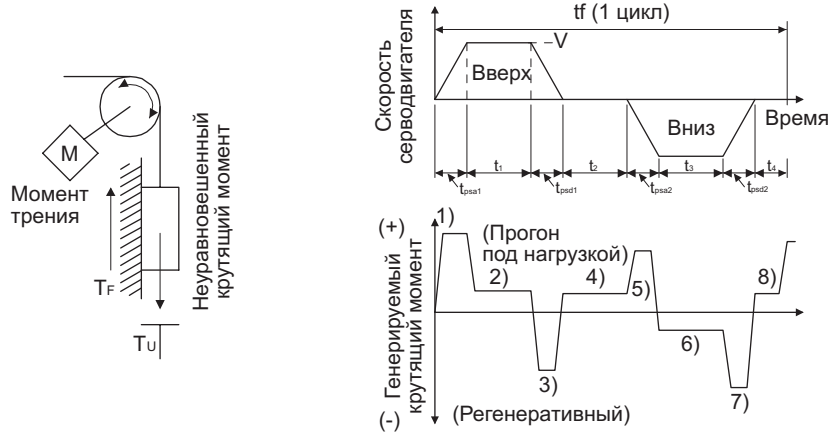 M
Момент
трения
TF
TU
Неуравновешенный
крутящий момент
tf (1 цикл)
Скорость
серводвигателя
V
Вверх
Вниз
Время
tpsa1
t1
tpsd1
t2
tpsa2
t3
tpsd2
t4
Генерируемый
крутящий момент
(+)
(-)
1)
(Прогон
под нагрузкой)
2)
3)
4)
5)
6)
7)
8)
(Регенеративный)